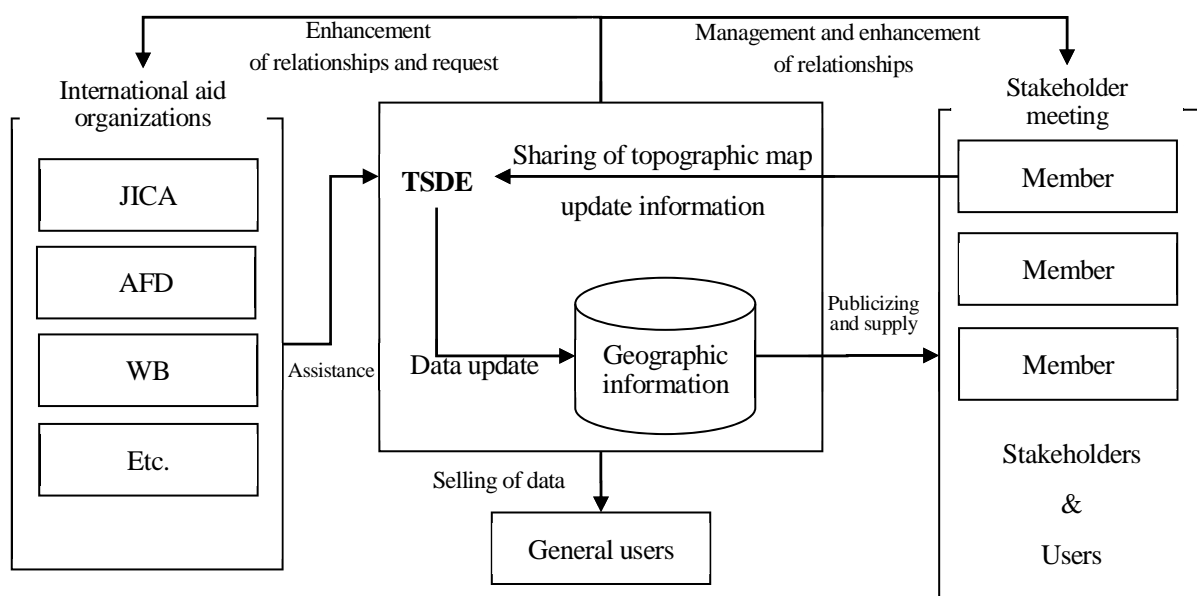 Enhancement
of relationships and request
Management and enhancement
of relationships
International aid
organizations
JICA
AFD
WB
Etc.
Assistance
TSDE
Sharing of topographic map
update information
Data update
Geographic
information
Publicizing
and supply
Selling of data
General users
Stakeholder
meeting
Member
Member
Member
Stakeholders
&
Users